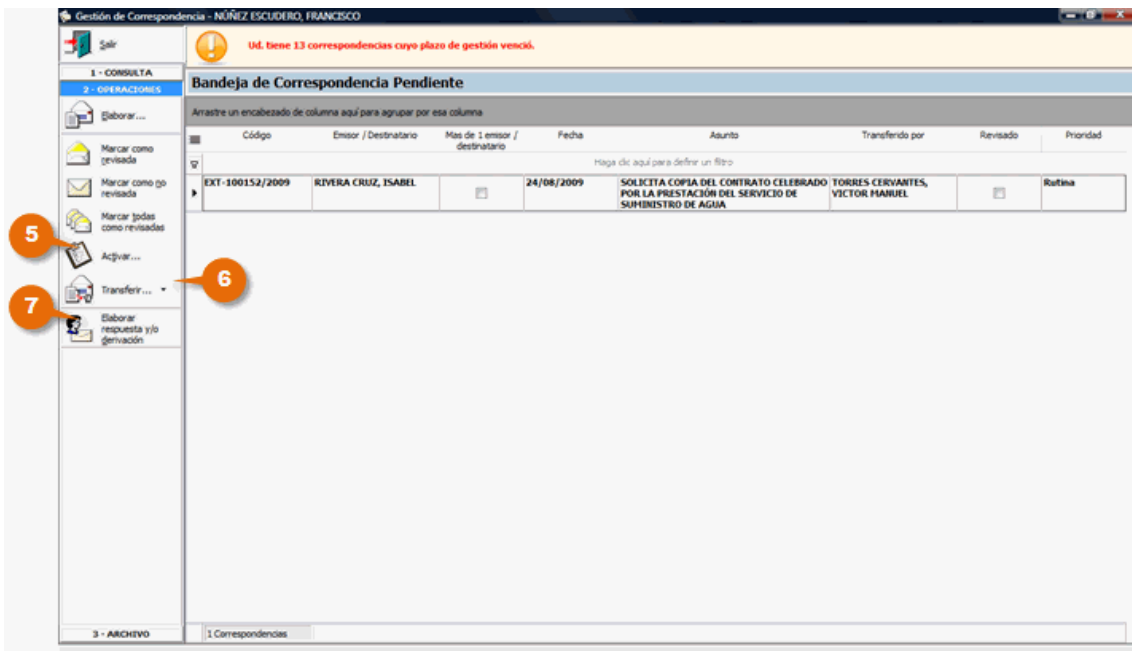 Gestión de Correspondencia - NÚÑEZ ESCUDERO, FRANCISCO
Salir
Ud. tiene 13 correspondencias cuyo plazo de gestión venció.
1 - CONSULTA
2 - OPERACIONES
Bandeja de Correspondencia Pendiente
Elaborar...
Arrastre un encabezado de columna aquí para agrupar por esa columna
Código Emisor / Destinatario Mas de 1 emisor / Fecha Asunto Transferido por Revisado Prioridad
destinatario
Haga clic aquí para definir un filtro
Marcar como
revisada
Marcar como no
revisada
EXT-100152/2009 RIVERA CRUZ, ISABEL 24/08/2009 SOLICITA COPIA DEL CONTRATO CELEBRADO TORRES CERVANTES, Rutina
POR LA PRESTACIÓN DEL SERVICIO DE VICTOR MANUEL
SUMINISTRO DE AGUA
Marcar todas
como revisadas
5
Activar...
6
Transferir...
7
Elaborar
respuesta y/o
derivación
3 - ARCHIVO
1 Correspondencias